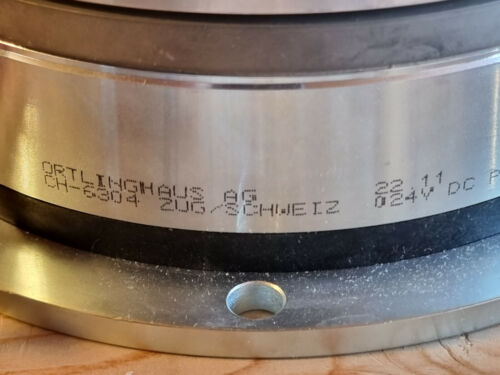 ORTLINGHAUS AG 22 11
CH-6304 ZUG/SCHWEIZ 024V DC P